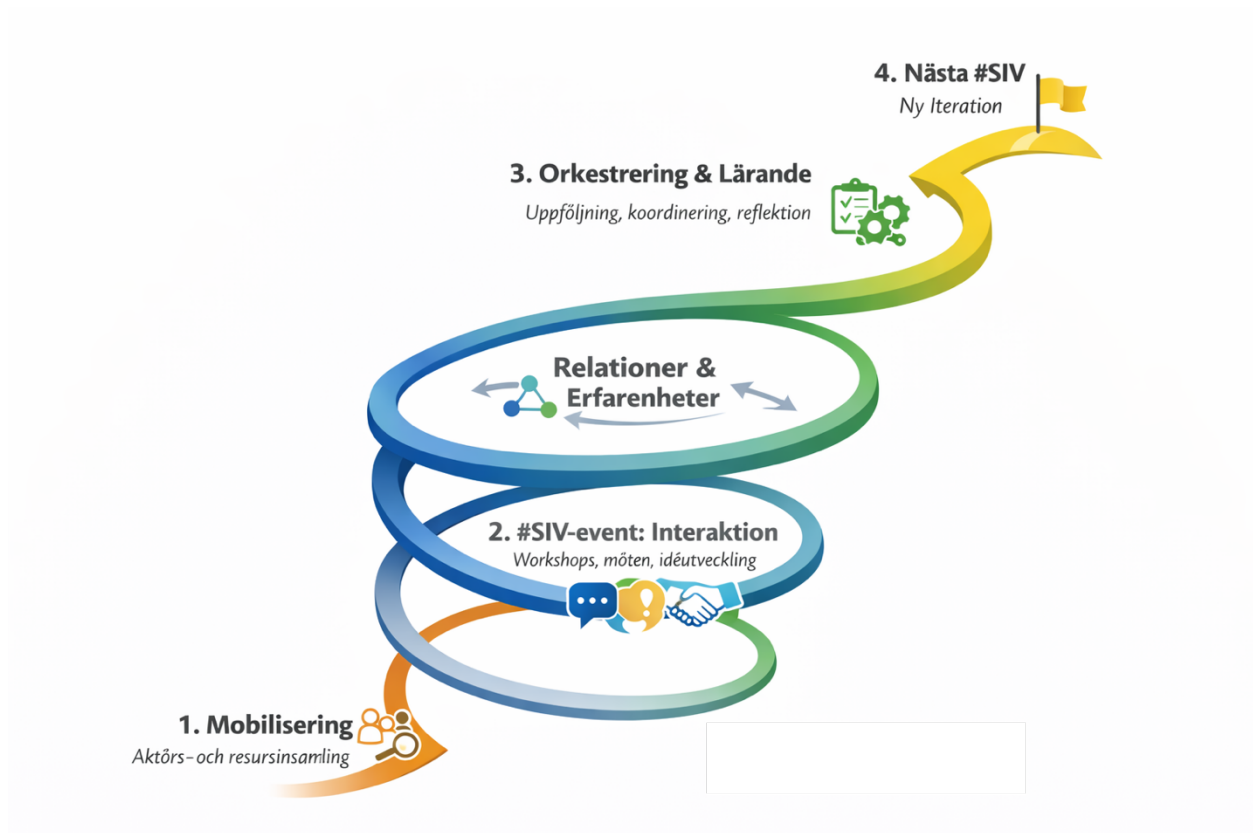 4. Nästa #SIV
Ny Iteration
3. Orkestrering & Lärande
Uppföljning, koordinering, reflektion
Relationer &
Erfarenheter
2. #SIV-event: Interaktion
Workshops, möten, idéutveckling
1. Mobilisering
Aktörs- och resursinsamling